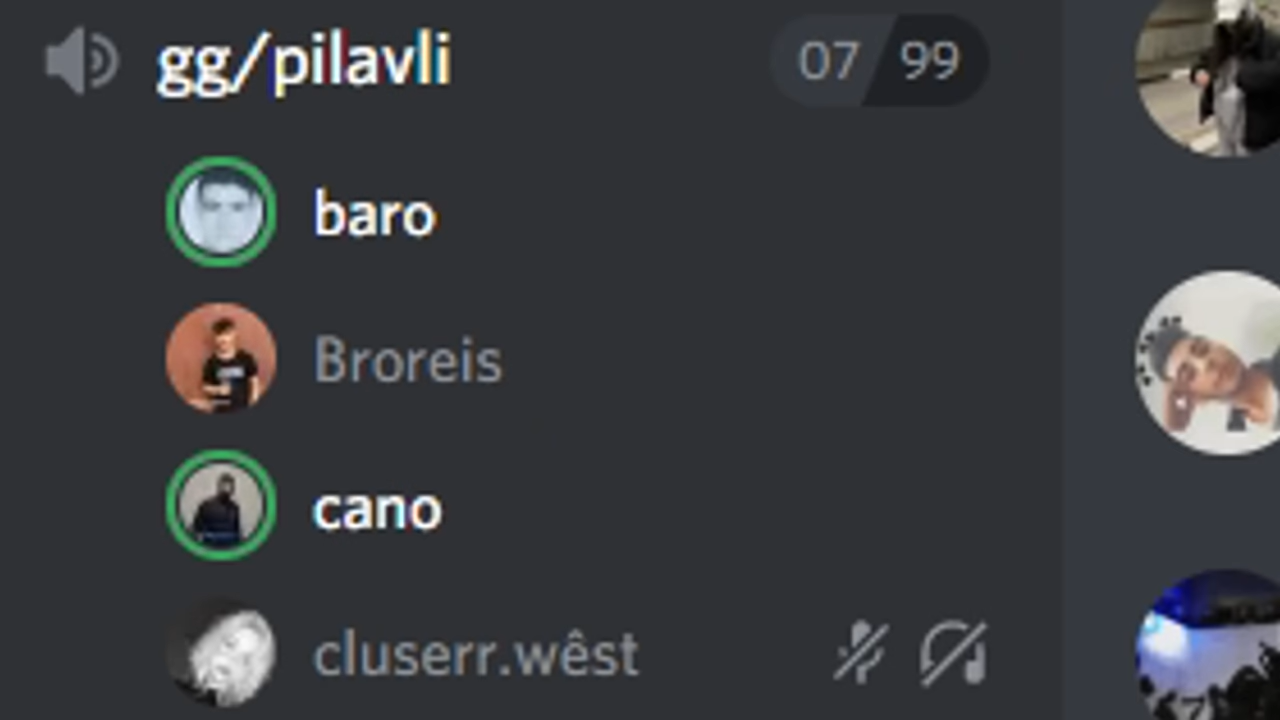 gg/pilavli 07 99
baro
Broreis
cano
cluserr.wêst